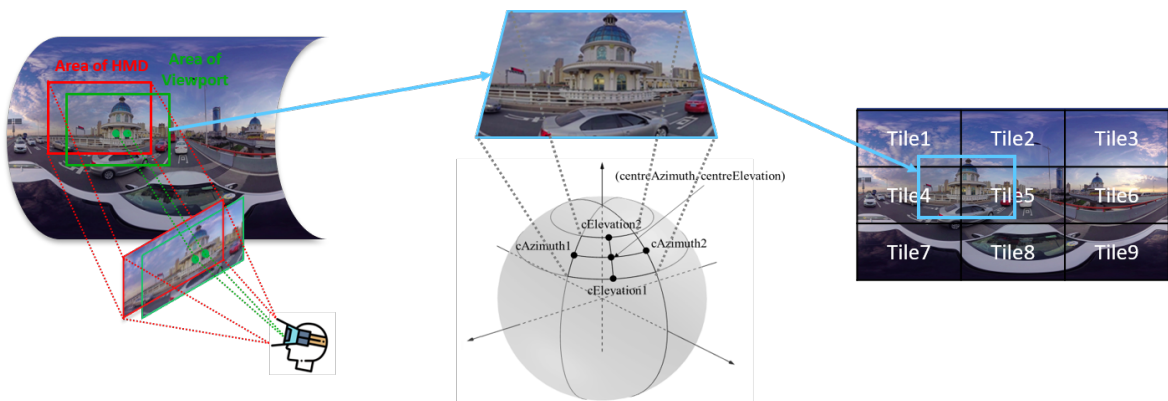 Area of HMD
Area of
Viewport
(centreAzimuth, centreElevation)
cElevation2
cAzimuth1
cAzimuth2
cElevation1
Tile1
Tile2
Tile3
Tile4
Tile5
Tile6
Tile7
Tile8
Tile9